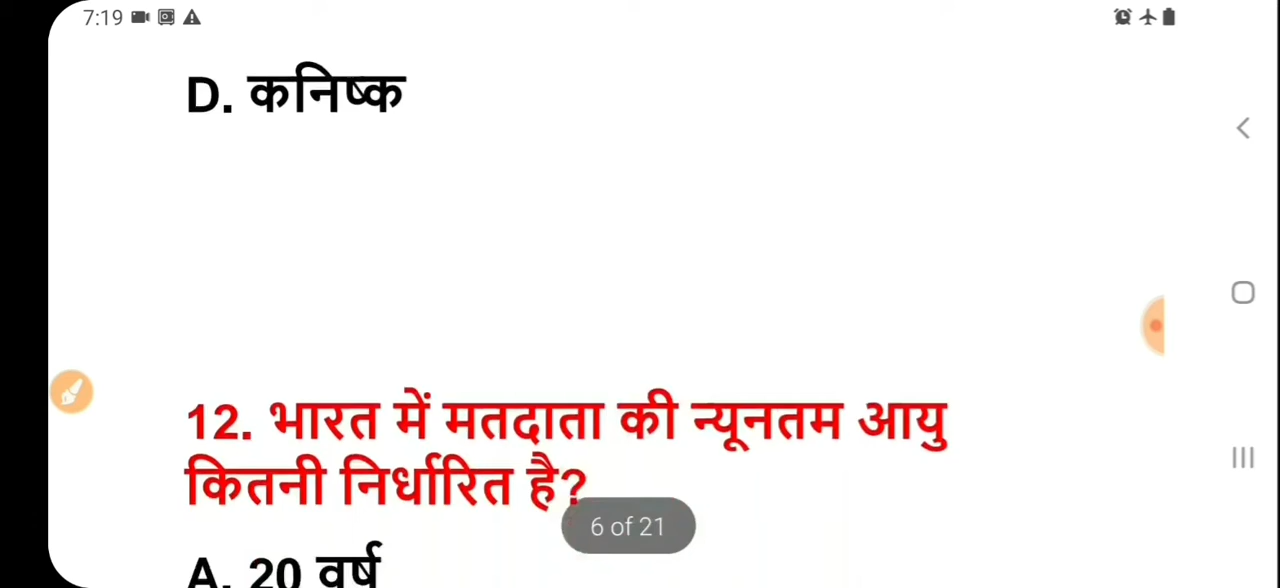 7:19
D. कनिष्क
12. भारत में मतदाता की न्यूनतम आयु
कितनी निर्धारित है?
6 of 21
A. 20 वर्ष